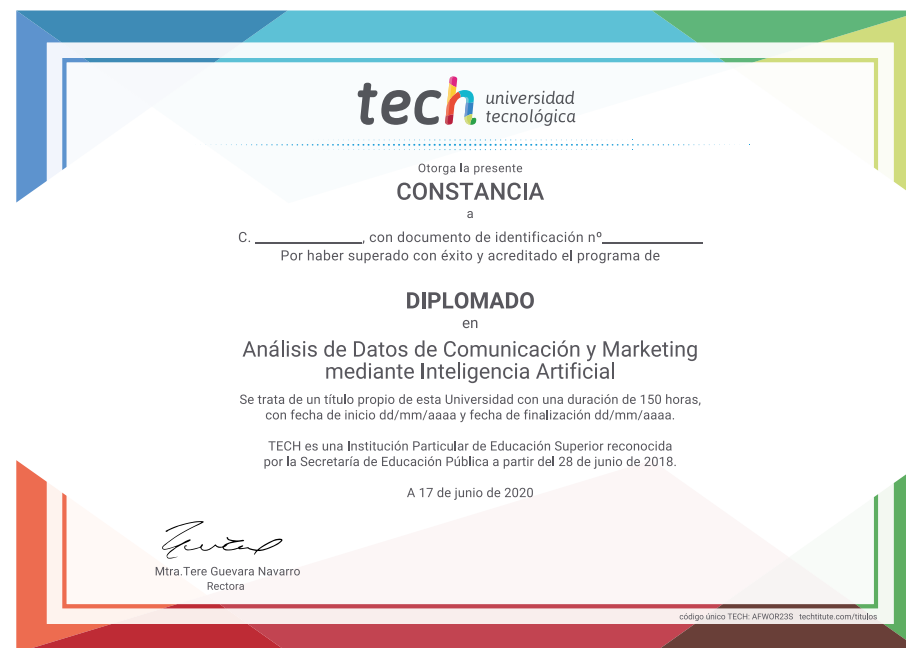 tech universidad
tecnológica
Otorga la presente
CONSTANCIA
a
C. ____________, con documento de identificación nº____________
Por haber superado con éxito y acreditado el programa de
DIPLOMADO
en
Análisis de Datos de Comunicación y Marketing
mediante Inteligencia Artificial
Se trata de un título propio de esta Universidad con una duración de 150 horas,
con fecha de inicio dd/mm/aaaa y fecha de finalización dd/mm/aaaa.
TECH es una Institución Particular de Educación Superior reconocida
por la Secretaría de Educación Pública a partir del 28 de junio de 2018.
A 17 de junio de 2020
Mtra.Tere Guevara Navarro
Rectora
código único TECH: AFWOR23S techtitute.com/titulos